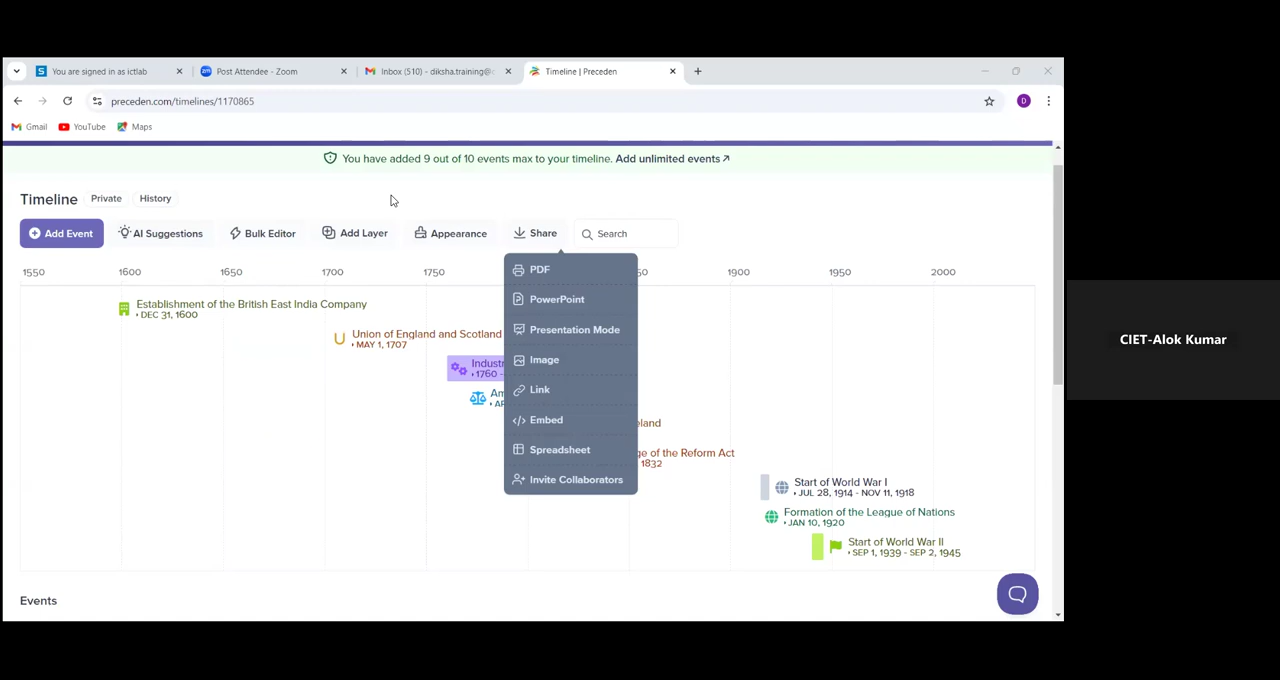 You are signed in as ictlab
Post Attendee - Zoom
Inbox (510) - diksha.training@
Timeline | Preceden
preceden.com/timelines/1170865
D
Gmail
YouTube
Maps
You have added 9 out of 10 events max to your timeline. Add unlimited events
Timeline
Private
History
Add Event
AI Suggestions
Bulk Editor
Add Layer
Appearance
Share
Search
1550
1600
1650
1700
1750
50
1900
1950
2000
PDF
PowerPoint
Presentation Mode
Image
Link
Embed
Spreadsheet
Invite Collaborators
Establishment of the British East India Company
DEC 31, 1600
Union of England and Scotland
MAY 1, 1707
Industr
1760 -
Am
AP
eland
ge of the Reform Act
1832
Start of World War I
JUL 28, 1914 - NOV 11, 1918
Formation of the League of Nations
JAN 10, 1920
Start of World War II
SEP 1, 1939 - SEP 2, 1945
Events
CIET-Alok Kumar